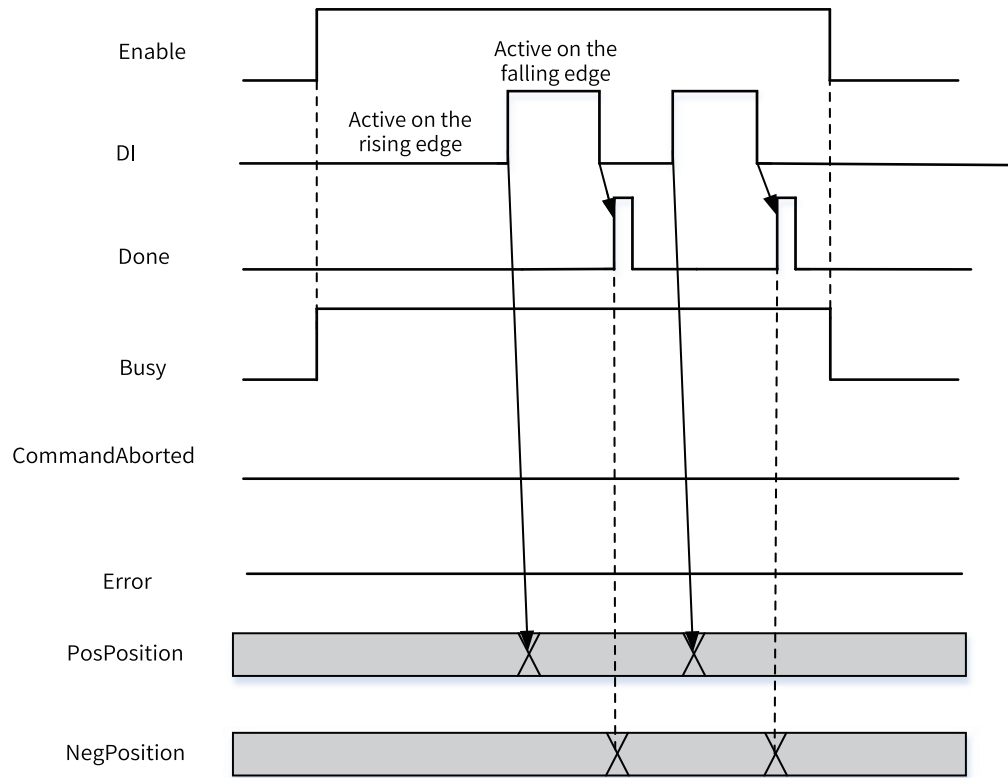 Enable
Active on the
falling edge
Active on the
rising edge
DI
Done
Busy
CommandAborted
Error
PosPosition
NegPosition